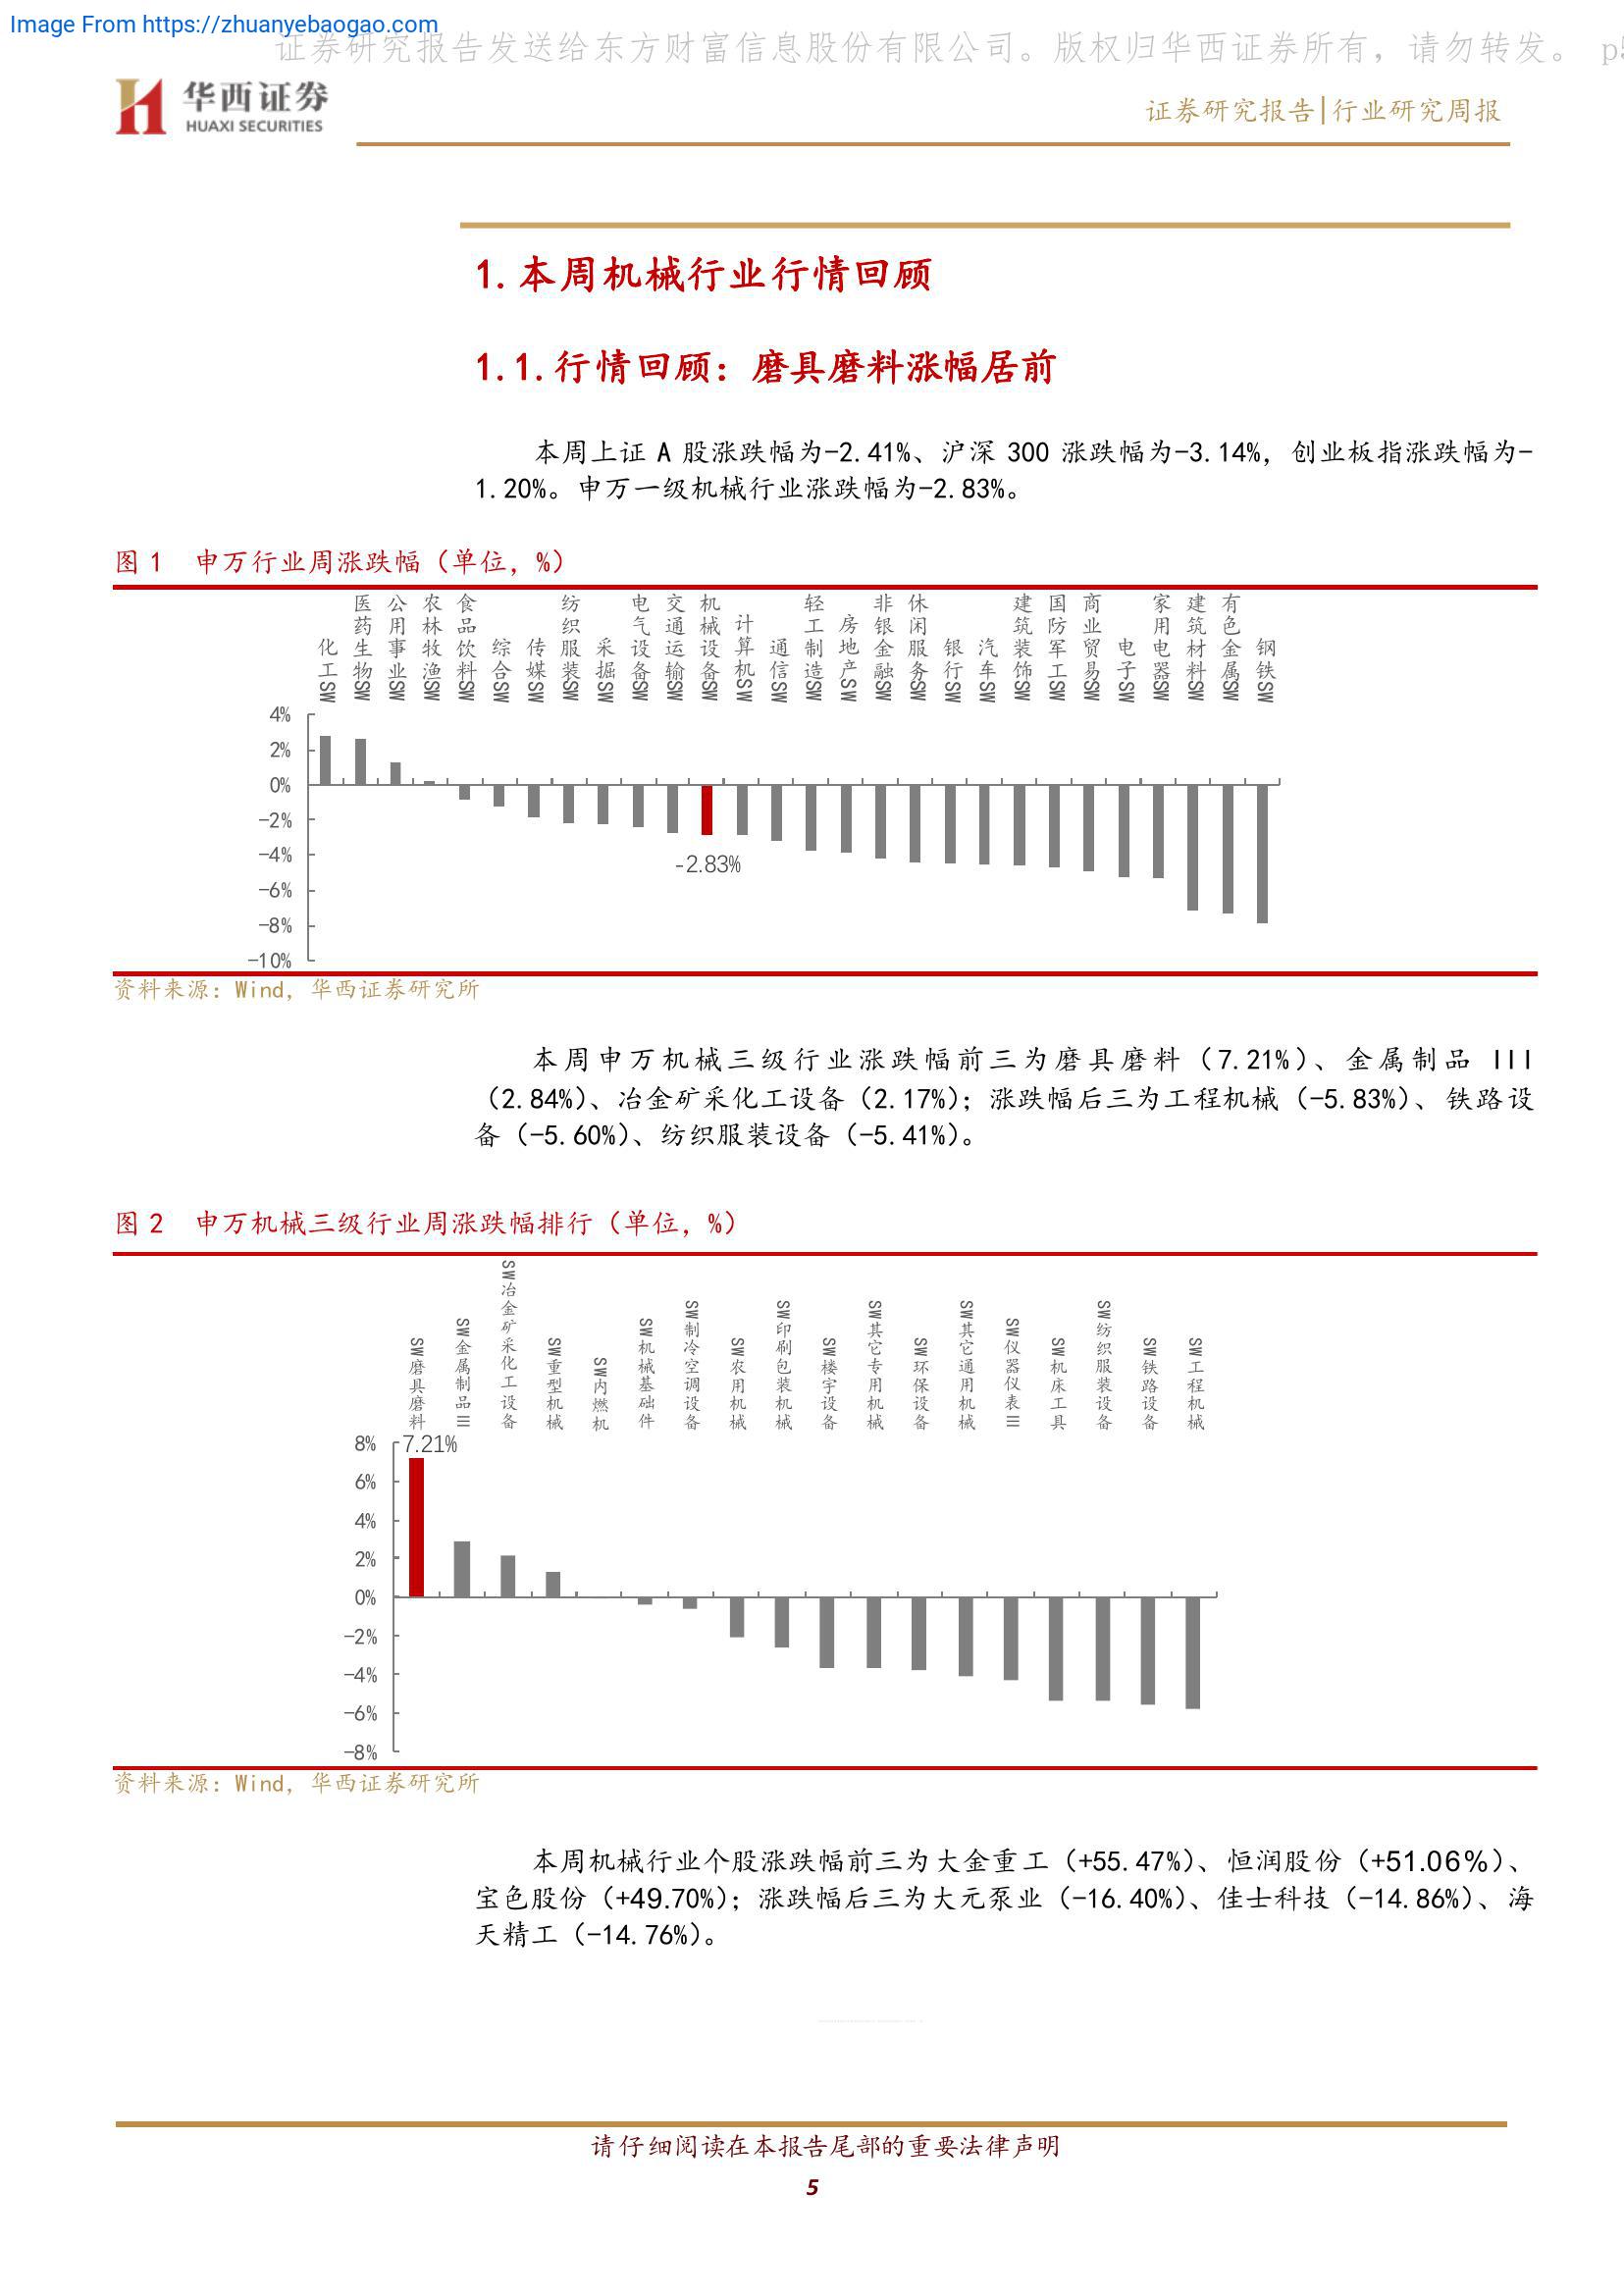 Image From https://zhuanyebaogao.com
证券研究报告发送给东方财富信息股份有限公司。版权归华西证券所有，请勿转发。 p5
华西证券
HUAXI SECURITIES
证券研究报告|行业研究周报
1.本周机械行业行情回顾
1.1.行情回顾：磨具磨料涨幅居前
本周上证 A 股涨跌幅为-2.41%、沪深 300 涨跌幅为-3.14%，创业板指涨跌幅为-
1.20%。申万一级机械行业涨跌幅为-2.83%。
图 1 申万行业周涨跌幅（单位，%）
化工SW
医药生物SW
公用事业SW
农林牧渔SW
食品饮料SW
综合SW
传媒SW
纺织服装SW
采掘SW
电气设备SW
交通运输SW
机械设备SW
计算机SW
通信SW
轻工制造SW
房地产SW
非银金融SW
休闲服务SW
银行SW
汽车SW
建筑装饰SW
国防军工SW
商业贸易SW
电子SW
家用电器SW
建筑材料SW
有色金属SW
钢铁SW
4%
2%
0%
-2%
-4%
-6%
-8%
-10%
-2.83%
资料来源：Wind，华西证券研究所
本周申万机械三级行业涨跌幅前三为磨具磨料（7.21%）、金属制品 III
（2.84%）、冶金矿采化工设备（2.17%）；涨跌幅后三为工程机械（-5.83%）、铁路设
备（-5.60%）、纺织服装设备（-5.41%）。
图 2 申万机械三级行业周涨跌幅排行（单位，%）
SW磨具磨料
SW金属制品III
SW冶金矿采化工设备
SW重型机械
SW内燃机
SW机械基础件
SW制冷空调设备
SW农用机械
SW印刷包装机械
SW楼宇设备
SW其它专用机械
SW环保设备
SW其它通用机械
SW仪器仪表III
SW机床工具
SW纺织服装设备
SW铁路设备
SW工程机械
8%
6%
4%
2%
0%
-2%
-4%
-6%
-8%
7.21%
资料来源：Wind，华西证券研究所
本周机械行业个股涨跌幅前三为大金重工（+55.47%）、恒润股份（+51.06%）、
宝色股份（+49.70%）；涨跌幅后三为大元泵业（-16.40%）、佳士科技（-14.86%）、海
天精工（-14.76%）。
请仔细阅读在本报告尾部的重要法律声明
5